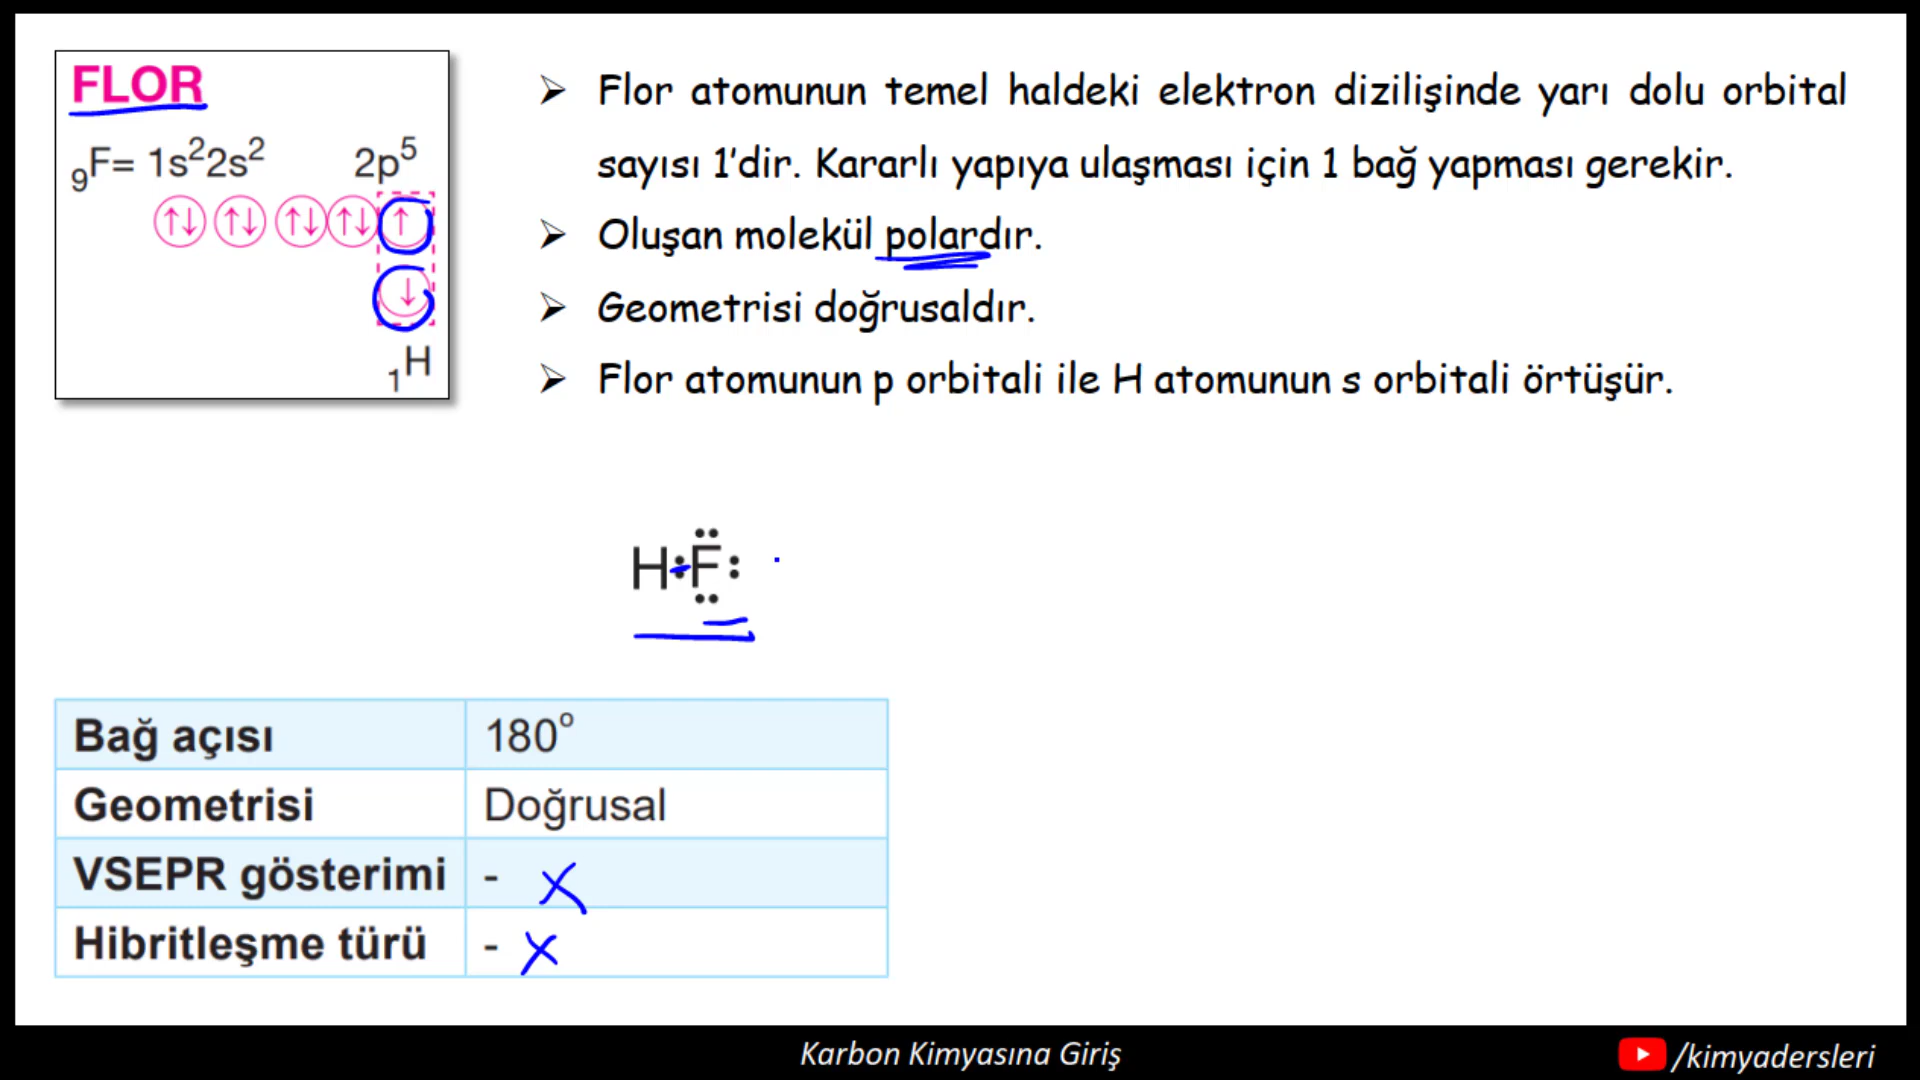 FLOR
₉F= 1s²2s² 2p⁵
↑↓ ↑↓ ↑↓ ↑↓ ↑
↓
₁H
➢ Flor atomunun temel haldeki elektron dizilişinde yarı dolu orbital
sayısı 1'dir. Kararlı yapıya ulaşması için 1 bağ yapması gerekir.
➢ Oluşan molekül polardır.
➢ Geometrisi doğrusaldır.
➢ Flor atomunun p orbitali ile H atomunun s orbitali örtüşür.
H:F:
Bağ açısı 180°
Geometrisi Doğrusal
VSEPR gösterimi - X
Hibritleşme türü - X
Karbon Kimyasına Giriş
/kimyadersleri